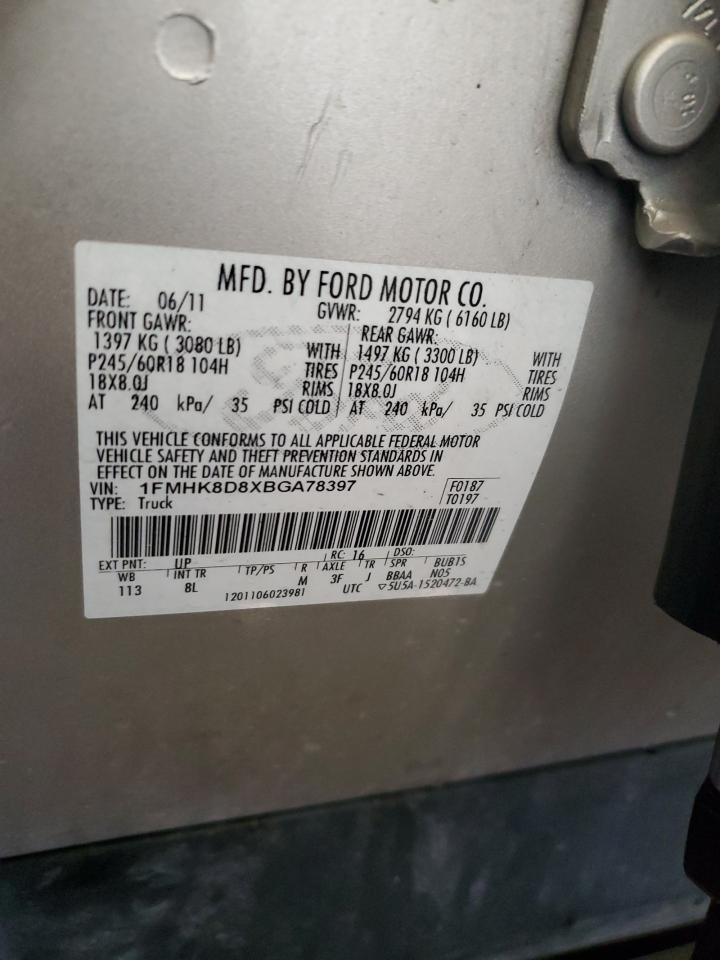 MFD. BY FORD MOTOR CO.
DATE: 06/11 GVWR: 2794 KG ( 6160 LB)
FRONT GAWR: REAR GAWR:
1397 KG ( 3080 LB) WITH 1497 KG ( 3300 LB) WITH
P245/60R18 104H TIRES P245/60R18 104H TIRES
18X8.0J RIMS 18X8.0J RIMS
AT 240 kPa/ 35 PSI COLD AT 240 kPa/ 35 PSI COLD
THIS VEHICLE CONFORMS TO ALL APPLICABLE FEDERAL MOTOR
VEHICLE SAFETY AND THEFT PREVENTION STANDARDS IN
EFFECT ON THE DATE OF MANUFACTURE SHOWN ABOVE.
VIN: 1FMHK8D8XBGA78397 F0187
TYPE: Truck T0197
EXT PNT: UP RC: 16 DSO:
WB INT TR TP/PS R AXLE TR SPR BUB15
113 8L M 3F J BBAA N05
1201106023981 UTC ▽5U5A-1520472-BA